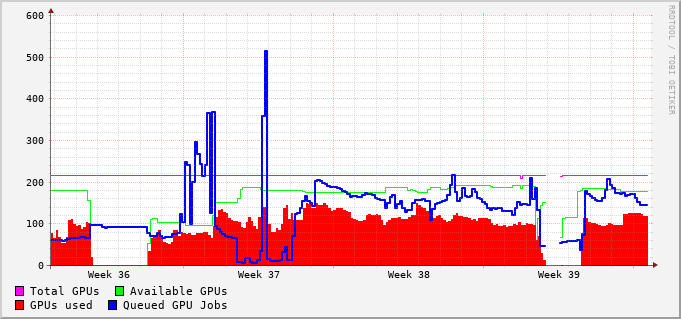 600
500
400
300
200
100
0
Week 36 Week 37 Week 38 Week 39
Total GPUs Available GPUs
GPUs used Queued GPU Jobs
RRDTOOL / TOBI OETIKER